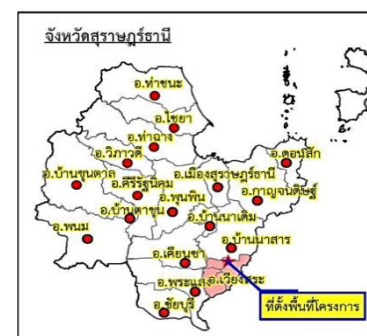 จังหวัดสุราษฎร์ธานี
อ.ท่าชนะ
อ.ไชยา
อ.ท่าฉาง
อ.วิภาวดี
อ.ดอนสัก
อ.บ้านขุนตาล
อ.คีรีรัฐนิคม
อ.เมืองสุราษฎร์ธานี
อ.กาญจนดิษฐ์
อ.บ้านตาขุน
อ.พุนพิน
อ.บ้านนาเดิม
อ.พนม
อ.บ้านนาสาร
อ.เคียนซา
อ.พระแสง
อ.เวียงสระ
อ.ชัยบุรี
ที่ตั้งพื้นที่โครงการ